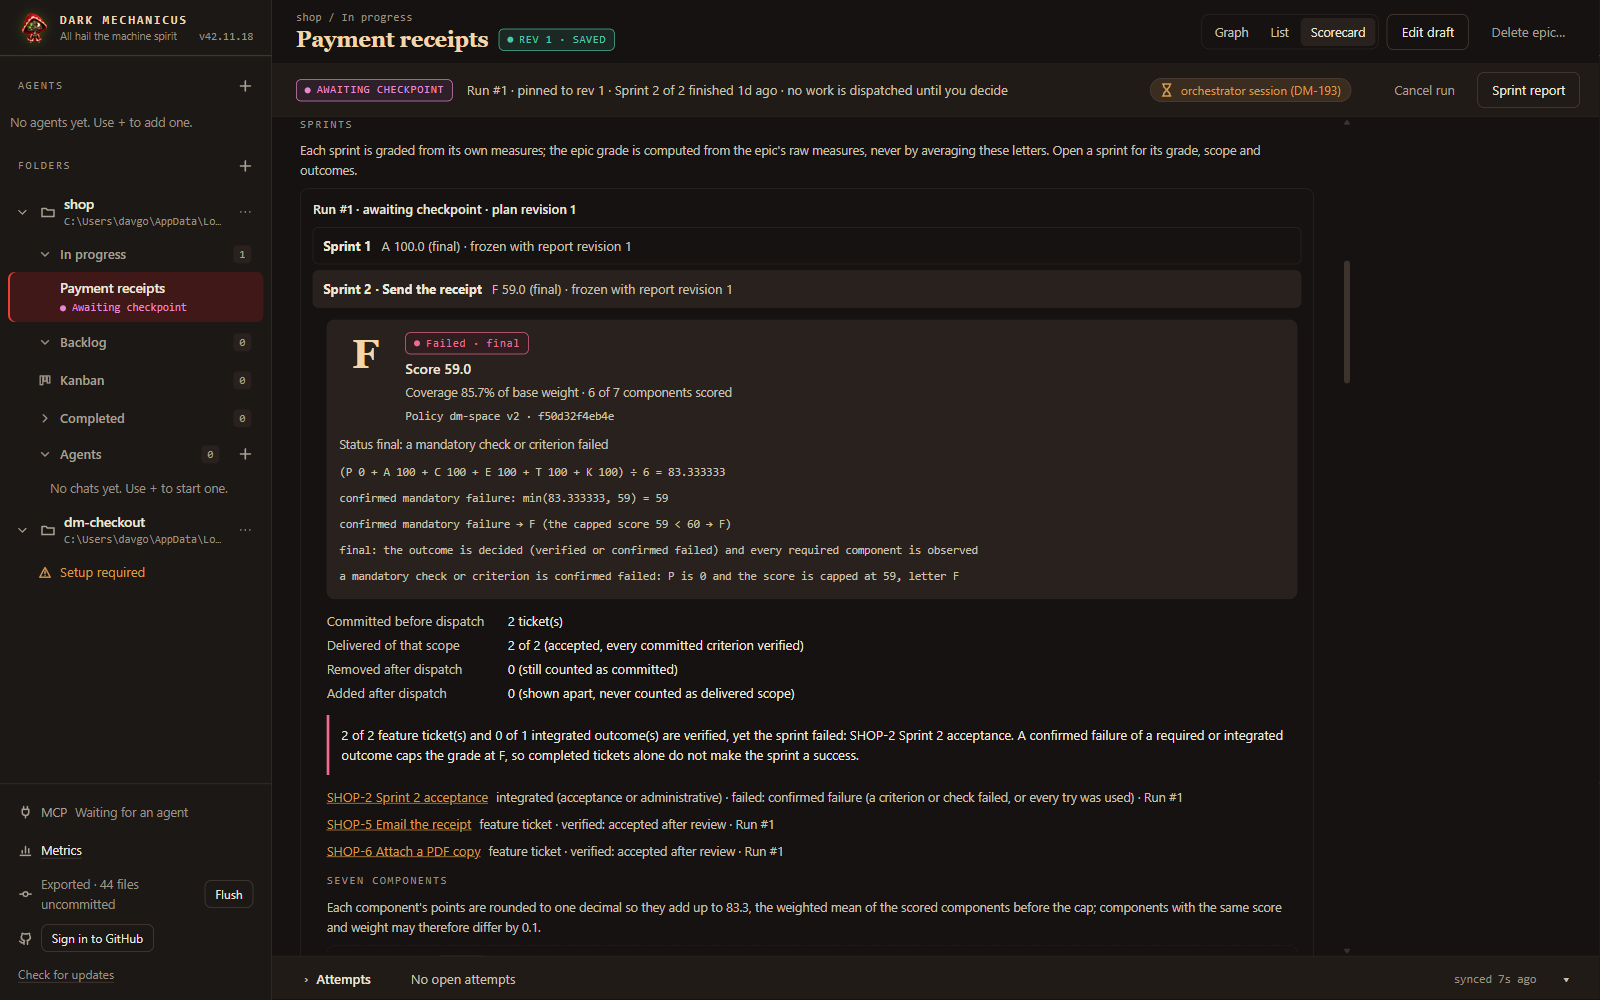 DARK MECHANICUS
All hail the machine spirit v42.11.18
AGENTS
No agents yet. Use + to add one.
FOLDERS
shop
C:\Users\davgo\AppData\Lo…
In progress 1
Payment receipts
Awaiting checkpoint
Backlog 0
Kanban 0
Completed 0
Agents 0
No chats yet. Use + to start one.
dm-checkout
C:\Users\davgo\AppData\Lo…
Setup required
MCP Waiting for an agent
Metrics
Exported · 44 files
uncommitted
Flush
Sign in to GitHub
Check for updates
shop / In progress
Payment receipts
REV 1 · SAVED
Graph
List
Scorecard
Edit draft
Delete epic…
AWAITING CHECKPOINT
Run #1 · pinned to rev 1 · Sprint 2 of 2 finished 1d ago · no work is dispatched until you decide
orchestrator session (DM-193)
Cancel run
Sprint report
SPRINTS
Each sprint is graded from its own measures; the epic grade is computed from the epic's raw measures, never by averaging these letters. Open a sprint for its grade, scope and
outcomes.
Run #1 · awaiting checkpoint · plan revision 1
Sprint 1 A 100.0 (final) · frozen with report revision 1
Sprint 2 · Send the receipt F 59.0 (final) · frozen with report revision 1
F
Failed · final
Score 59.0
Coverage 85.7% of base weight · 6 of 7 components scored
Policy dm-space v2 · f50d32f4eb4e
Status final: a mandatory check or criterion failed
(P 0 + A 100 + C 100 + E 100 + T 100 + K 100) ÷ 6 = 83.333333
confirmed mandatory failure: min(83.333333, 59) = 59
confirmed mandatory failure → F (the capped score 59 < 60 → F)
final: the outcome is decided (verified or confirmed failed) and every required component is observed
a mandatory check or criterion is confirmed failed: P is 0 and the score is capped at 59, letter F
Committed before dispatch 2 ticket(s)
Delivered of that scope 2 of 2 (accepted, every committed criterion verified)
Removed after dispatch 0 (still counted as committed)
Added after dispatch 0 (shown apart, never counted as delivered scope)
2 of 2 feature ticket(s) and 0 of 1 integrated outcome(s) are verified, yet the sprint failed: SHOP-2 Sprint 2 acceptance. A confirmed failure of a required or integrated
outcome caps the grade at F, so completed tickets alone do not make the sprint a success.
SHOP-2 Sprint 2 acceptance integrated (acceptance or administrative) · failed: confirmed failure (a criterion or check failed, or every try was used) · Run #1
SHOP-5 Email the receipt feature ticket · verified: accepted after review · Run #1
SHOP-6 Attach a PDF copy feature ticket · verified: accepted after review · Run #1
SEVEN COMPONENTS
Each component's points are rounded to one decimal so they add up to 83.3, the weighted mean of the scored components before the cap; components with the same score
and weight may therefore differ by 0.1.
Attempts
No open attempts
synced 7s ago